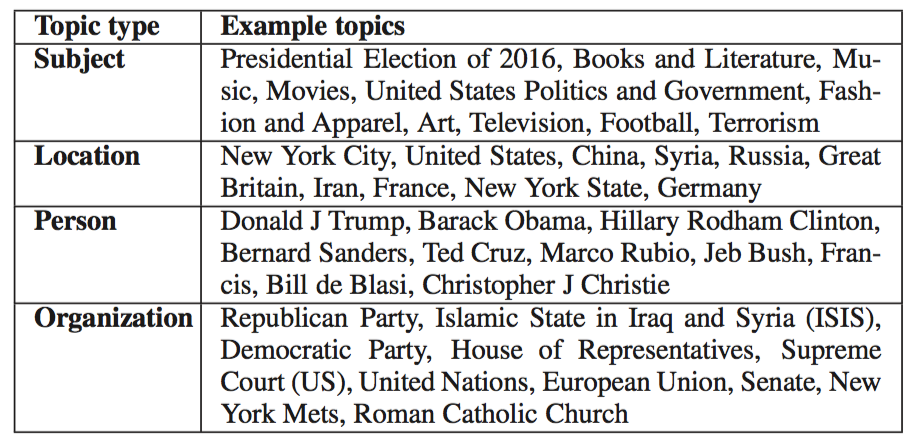 Topic type Example topics
Subject Presidential Election of 2016, Books and Literature, Mu-
sic, Movies, United States Politics and Government, Fash-
ion and Apparel, Art, Television, Football, Terrorism
Location New York City, United States, China, Syria, Russia, Great
Britain, Iran, France, New York State, Germany
Person Donald J Trump, Barack Obama, Hillary Rodham Clinton,
Bernard Sanders, Ted Cruz, Marco Rubio, Jeb Bush, Fran-
cis, Bill de Blasi, Christopher J Christie
Organization Republican Party, Islamic State in Iraq and Syria (ISIS),
Democratic Party, House of Representatives, Supreme
Court (US), United Nations, European Union, Senate, New
York Mets, Roman Catholic Church